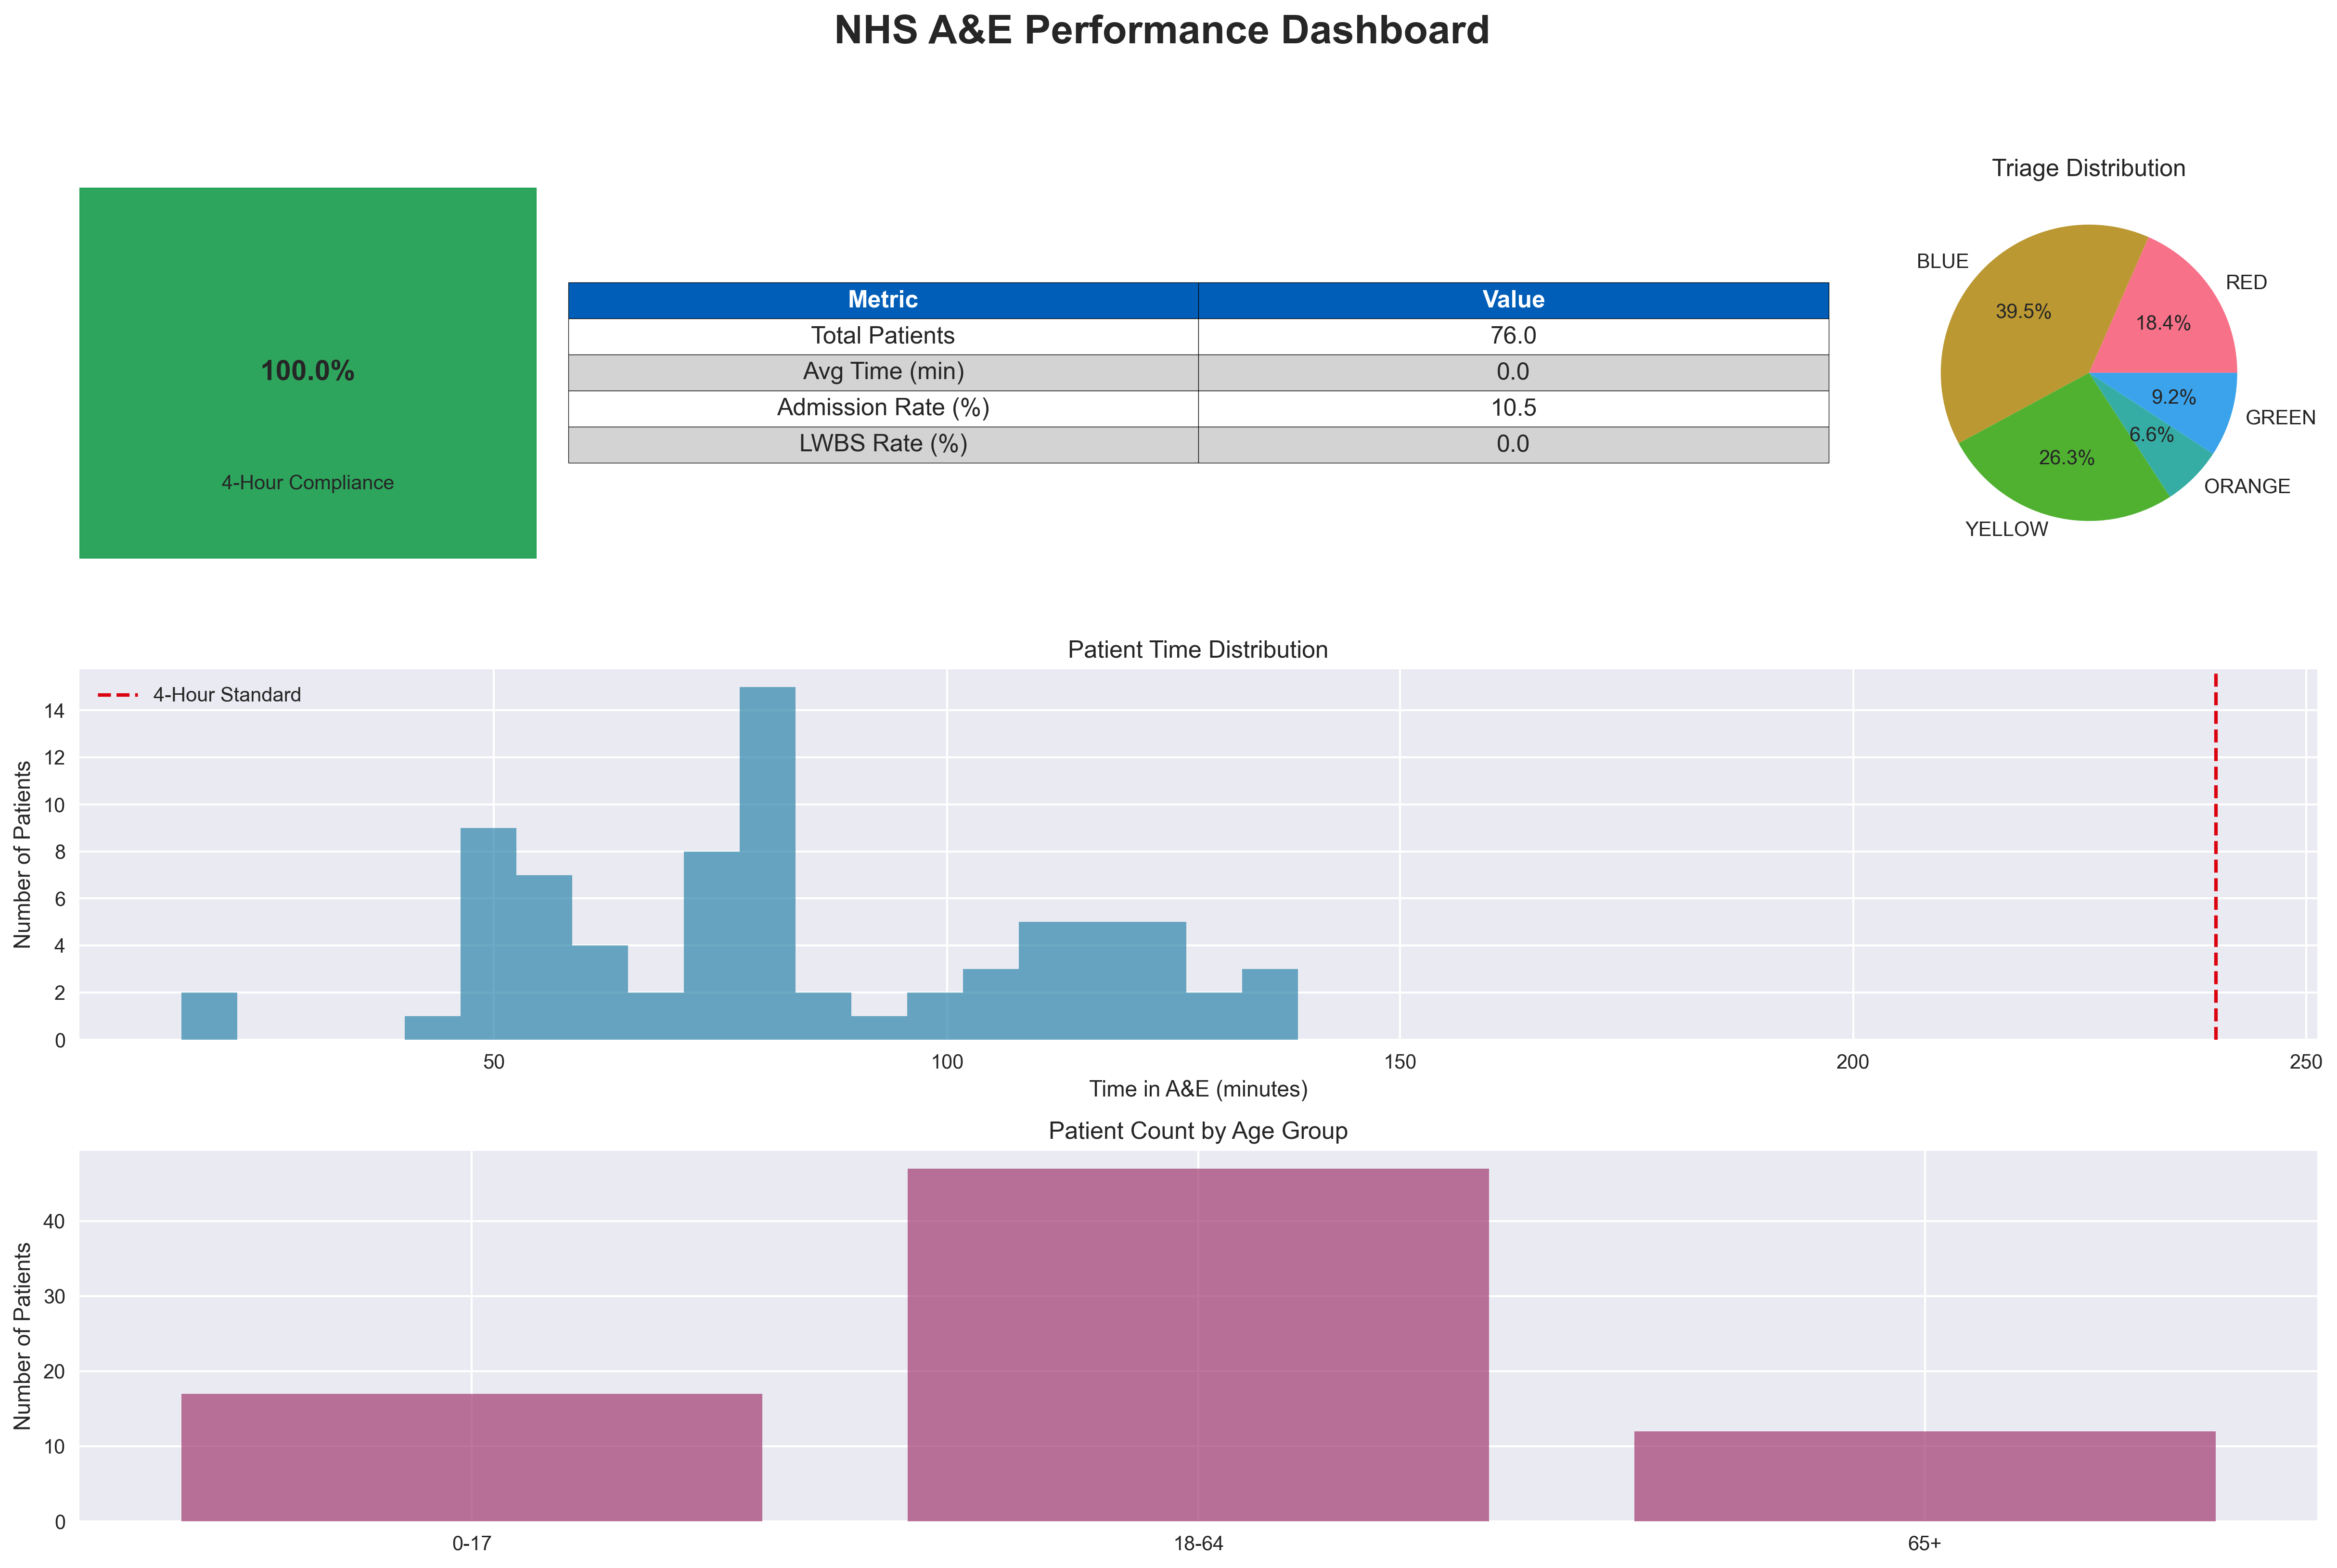 NHS A&E Performance Dashboard
100.0%
4-Hour Compliance
Metric Value
Total Patients 76.0
Avg Time (min) 0.0
Admission Rate (%) 10.5
LWBS Rate (%) 0.0
Triage Distribution
BLUE
RED
39.5%
18.4%
9.2%
GREEN
6.6%
26.3%
ORANGE
YELLOW
Patient Time Distribution
4-Hour Standard
Number of Patients
14
12
10
8
6
4
2
0
50 100 150 200 250
Time in A&E (minutes)
Patient Count by Age Group
Number of Patients
40
30
20
10
0
0-17 18-64 65+